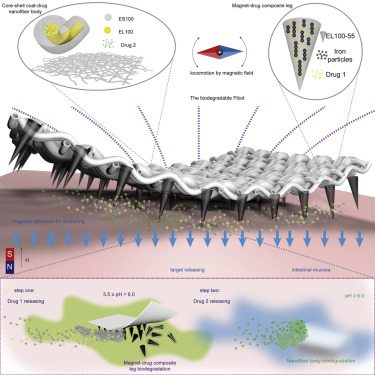 Core-shell coat-drug
nanofiber body
ES100
EL100
Drug 2
locomotion by magnetic field
Magnet-drug composite leg
EL100-55
Iron
particles
Drug 1
The biodegradable Fibot
magnetic attraction for anchoring
S
N
H
target releasing
intestinal mucosa
step one:
Drug 1 releasing
5.5 ≤ pH < 6.0
Magnet-drug composite
leg biodegradation
step two:
Drug 2 releasing
pH ≥ 6.0
Nanofiber body biodegradation